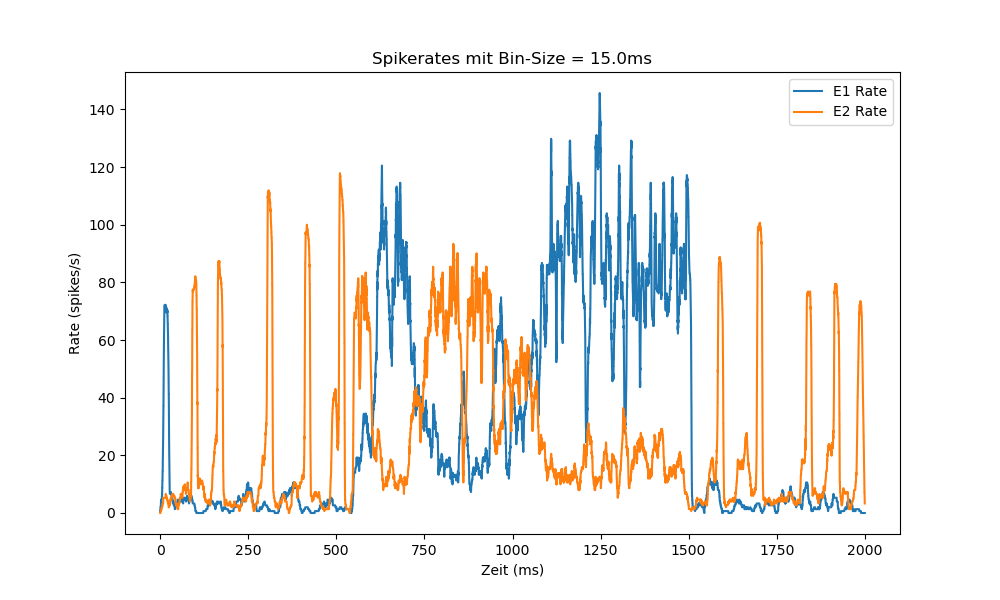 Spikerates mit Bin-Size = 15.0ms
E1 Rate
E2 Rate
Rate (spikes/s)
140
120
100
80
60
40
20
0
0 250 500 750 1000 1250 1500 1750 2000
Zeit (ms)